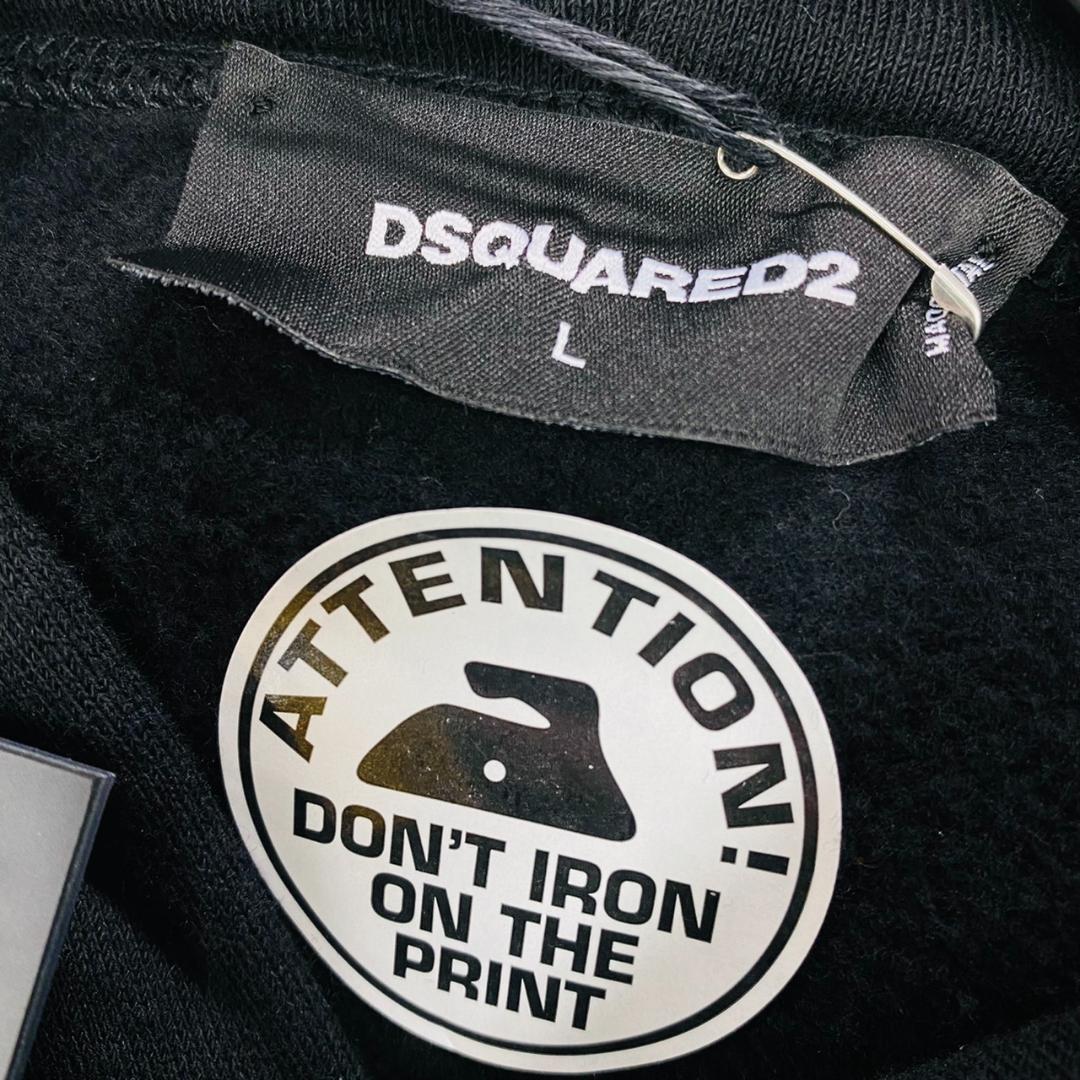 DSQUARED2
L
ATTENTION!
DON'T IRON
ON THE
PRINT